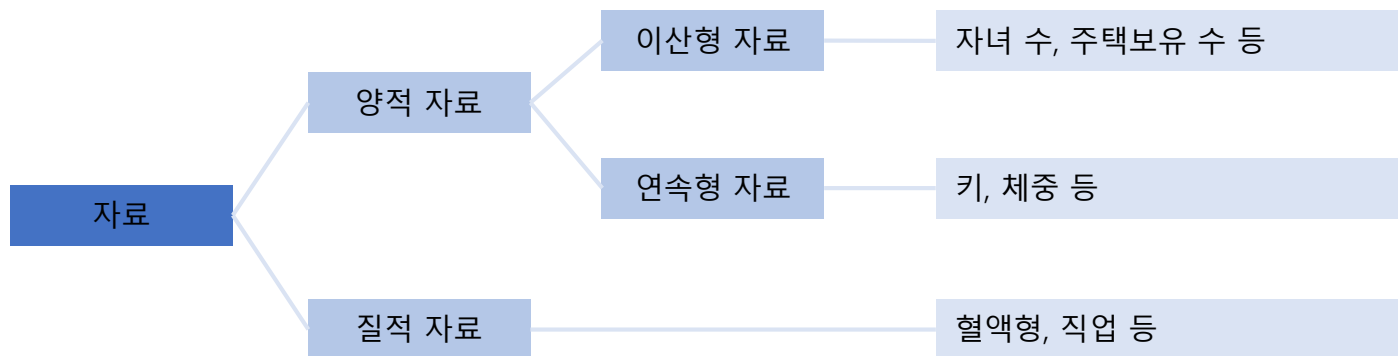 이산형 자료
자녀 수, 주택보유 수 등
양적 자료
연속형 자료
키, 체중 등
자료
질적 자료
혈액형, 직업 등